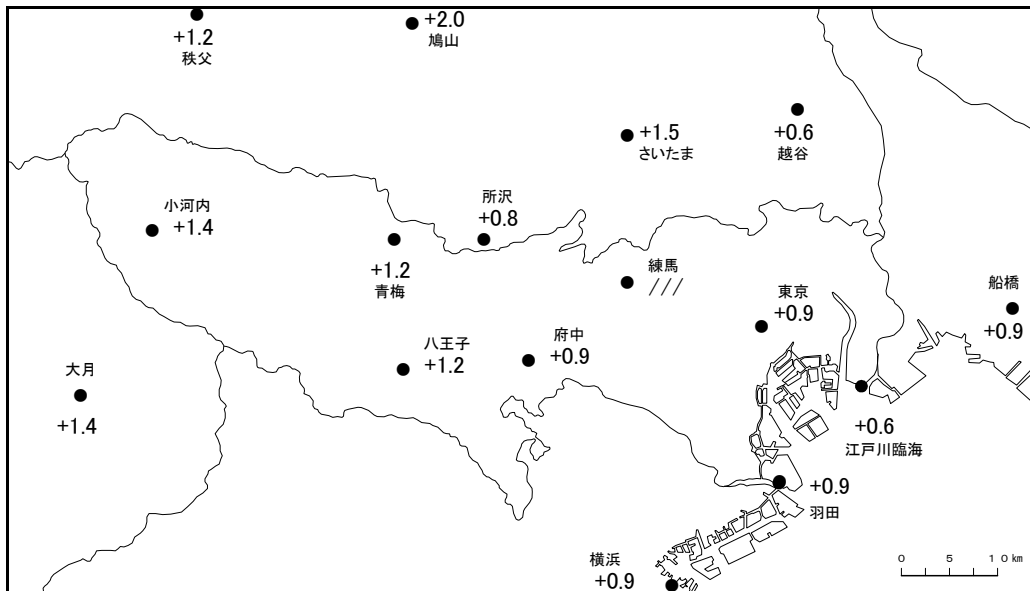 +1.2
秩父
+2.0
鳩山
+1.5
さいたま
+0.6
越谷
小河内
+1.4
所沢
+0.8
+1.2
青梅
練馬
///
東京
+0.9
船橋
+0.9
大月
+1.4
八王子
+1.2
府中
+0.9
+0.6
江戸川臨海
+0.9
羽田
横浜
+0.9
0 5 10km